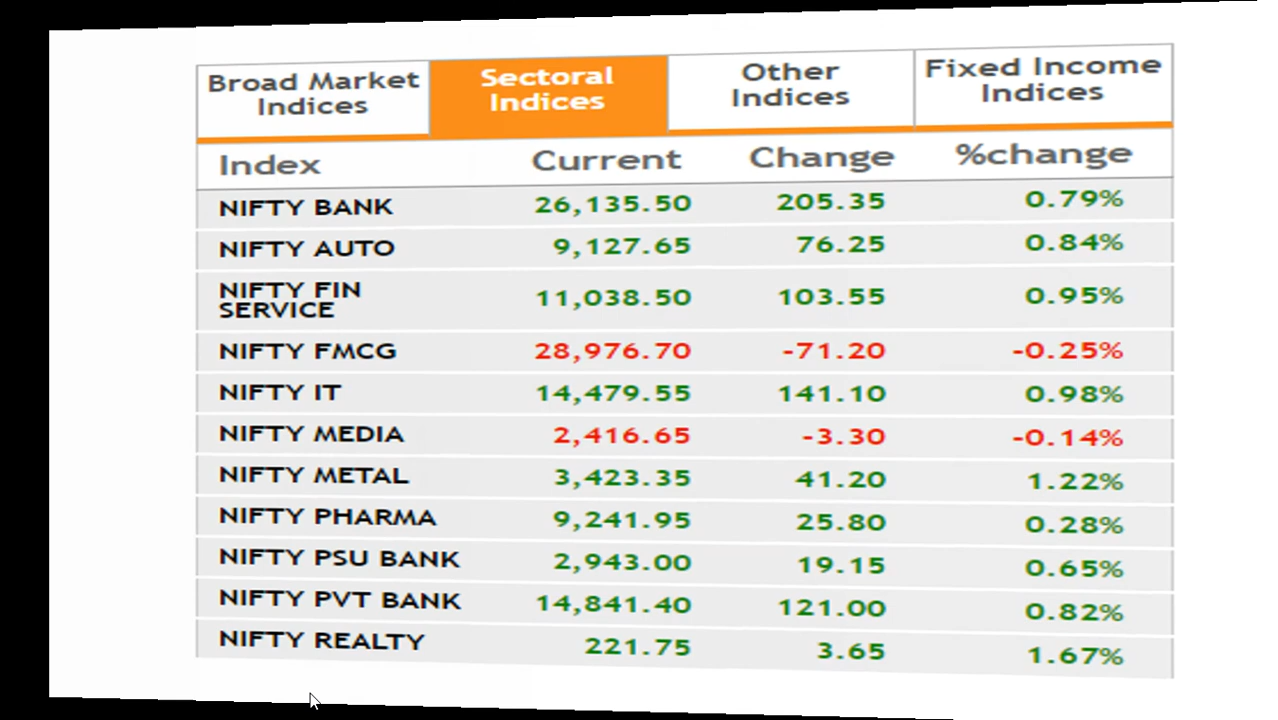 Broad Market Indices Sectoral Indices Other Indices Fixed Income Indices
Index Current Change %change
NIFTY BANK 26,135.50 205.35 0.79%
NIFTY AUTO 9,127.65 76.25 0.84%
NIFTY FIN SERVICE 11,038.50 103.55 0.95%
NIFTY FMCG 28,976.70 -71.20 -0.25%
NIFTY IT 14,479.55 141.10 0.98%
NIFTY MEDIA 2,416.65 -3.30 -0.14%
NIFTY METAL 3,423.35 41.20 1.22%
NIFTY PHARMA 9,241.95 25.80 0.28%
NIFTY PSU BANK 2,943.00 19.15 0.65%
NIFTY PVT BANK 14,841.40 121.00 0.82%
NIFTY REALTY 221.75 3.65 1.67%